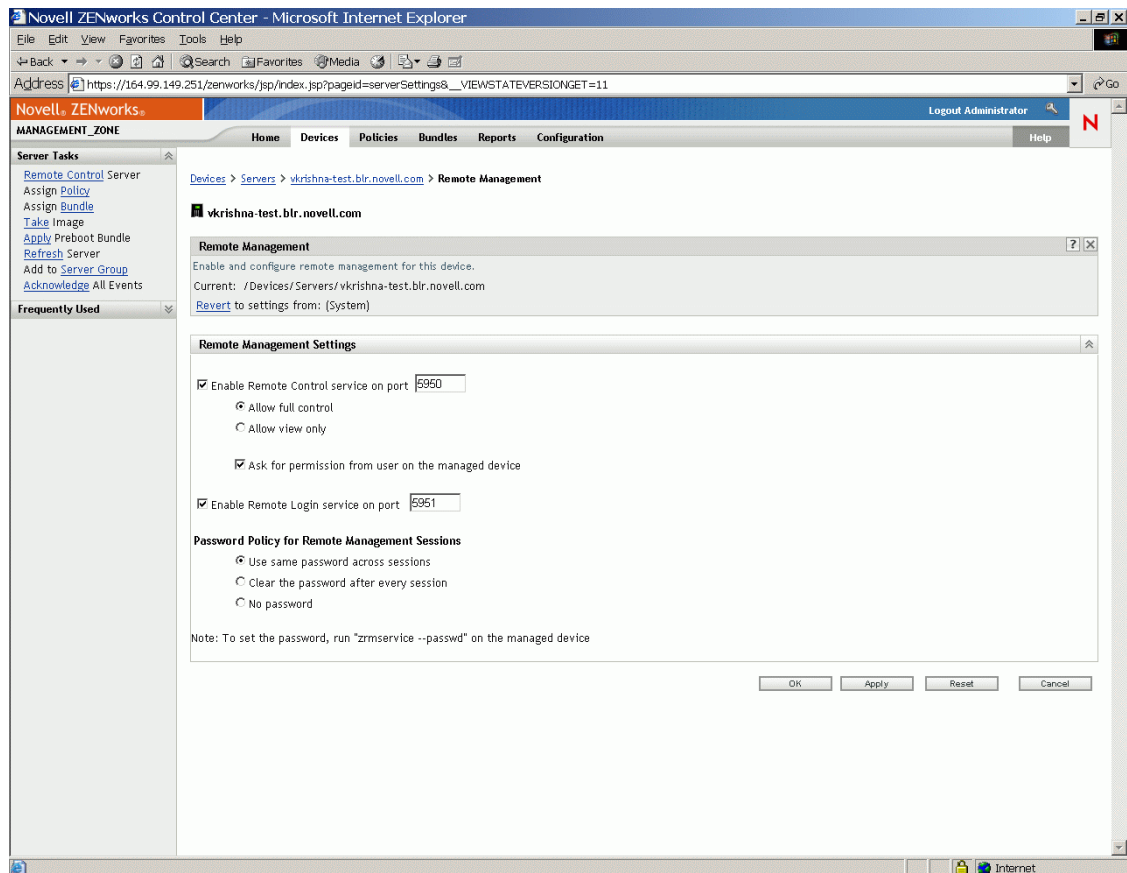 Novell ZENworks Control Center - Microsoft Internet Explorer
File Edit View Favorites Tools Help
Back Search Favorites Media
Address https://164.99.149.251/zenworks/jsp/index.jsp?pageid=serverSettings&__VIEWSTATEVERSIONGET=11 Go
Novell® ZENworks® Logout Administrator
MANAGEMENT_ZONE N
Home Devices Policies Bundles Reports Configuration Help
Server Tasks
Remote Control Server
Assign Policy
Assign Bundle
Take Image
Apply Preboot Bundle
Refresh Server
Add to Server Group
Acknowledge All Events
Frequently Used
Devices > Servers > vkrishna-test.blr.novell.com > Remote Management
vkrishna-test.blr.novell.com
Remote Management ?
Enable and configure remote management for this device.
Current: /Devices/Servers/vkrishna-test.blr.novell.com
Revert to settings from: (System)
Remote Management Settings
Enable Remote Control service on port 5950
Allow full control
Allow view only
Ask for permission from user on the managed device
Enable Remote Login service on port 5951
Password Policy for Remote Management Sessions
Use same password across sessions
Clear the password after every session
No password
Note: To set the password, run "zrmservice --passwd" on the managed device
OK Apply Reset Cancel
Internet